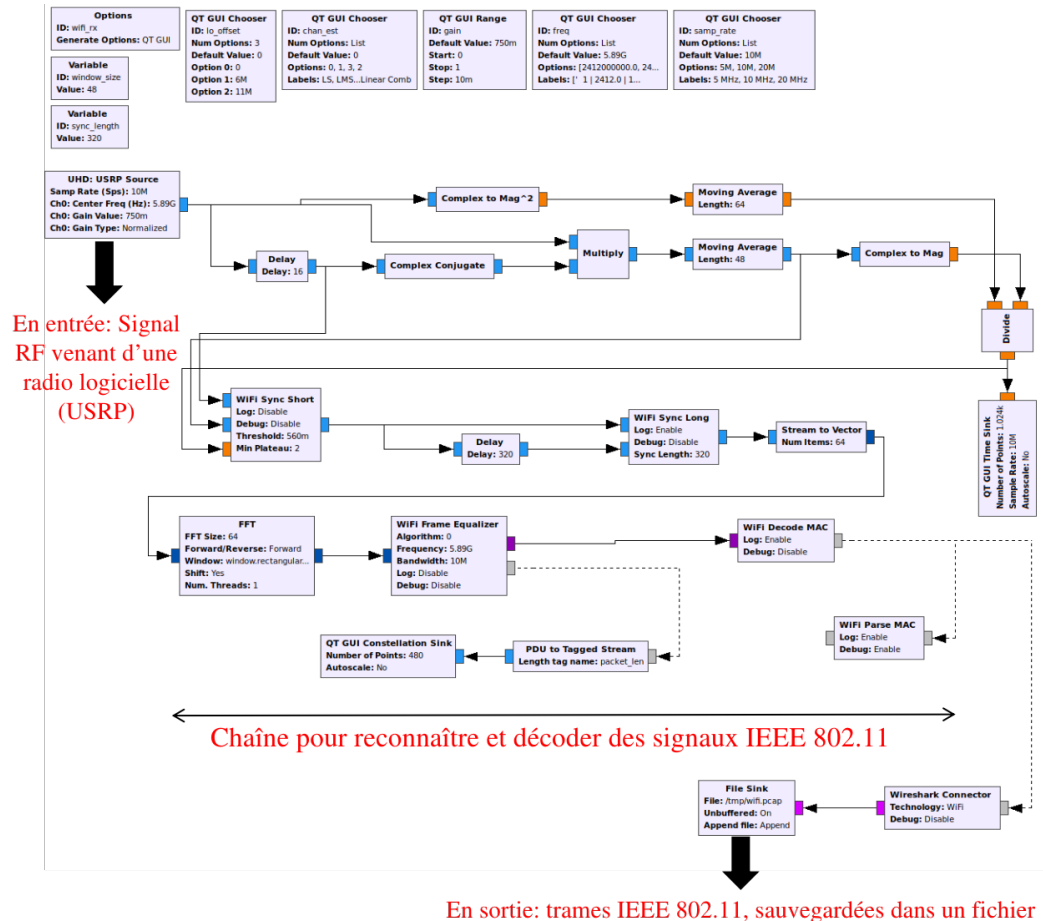 Options
ID: wifi_rx
Generate Options: QT GUI
Variable
ID: window_size
Value: 48
Variable
ID: sync_length
Value: 320
QT GUI Chooser
ID: lo_offset
Num Options: 3
Default Value: 0
Option 0: 0
Option 1: 6M
Option 2: 11M
QT GUI Chooser
ID: chan_est
Num Options: List
Default Value: 0
Options: 0, 1, 3, 2
Labels: LS, LMS...Linear Comb
QT GUI Range
ID: gain
Default Value: 750m
Start: 0
Stop: 1
Step: 10m
QT GUI Chooser
ID: freq
Num Options: List
Default Value: 5.89G
Options: [2412000000.0, 24...
Labels: [' 1 | 2412.0 | 1...
QT GUI Chooser
ID: samp_rate
Num Options: List
Default Value: 10M
Options: 5M, 10M, 20M
Labels: 5 MHz, 10 MHz, 20 MHz
UHD: USRP Source
Samp Rate (Sps): 10M
Ch0: Center Freq (Hz): 5.89G
Ch0: Gain Value: 750m
Ch0: Gain Type: Normalized
Complex to Mag^2
Moving Average
Length: 64
Delay
Delay: 16
Complex Conjugate
Multiply
Moving Average
Length: 48
Complex to Mag
Divide
En entrée: Signal
RF venant d'une
radio logicielle
(USRP)
WiFi Sync Short
Log: Disable
Debug: Disable
Threshold: 560m
Min Plateau: 2
Delay
Delay: 320
WiFi Sync Long
Log: Enable
Debug: Disable
Sync Length: 320
Stream to Vector
Num Items: 64
QT GUI Time Sink
Number of Points: 1.024k
Sample Rate: 10M
Autoscale: No
FFT
FFT Size: 64
Forward/Reverse: Forward
Window: window.rectangular...
Shift: Yes
Num. Threads: 1
WiFi Frame Equalizer
Algorithm: 0
Frequency: 5.89G
Bandwidth: 10M
Log: Disable
Debug: Disable
WiFi Decode MAC
Log: Enable
Debug: Disable
WiFi Parse MAC
Log: Enable
Debug: Enable
QT GUI Constellation Sink
Number of Points: 480
Autoscale: No
PDU to Tagged Stream
Length tag name: packet_len
Chaîne pour reconnaître et décoder des signaux IEEE 802.11
File Sink
File: /tmp/wifi.pcap
Unbuffered: On
Append file: Append
Wireshark Connector
Technology: WiFi
Debug: Disable
En sortie: trames IEEE 802.11, sauvegardées dans un fichier